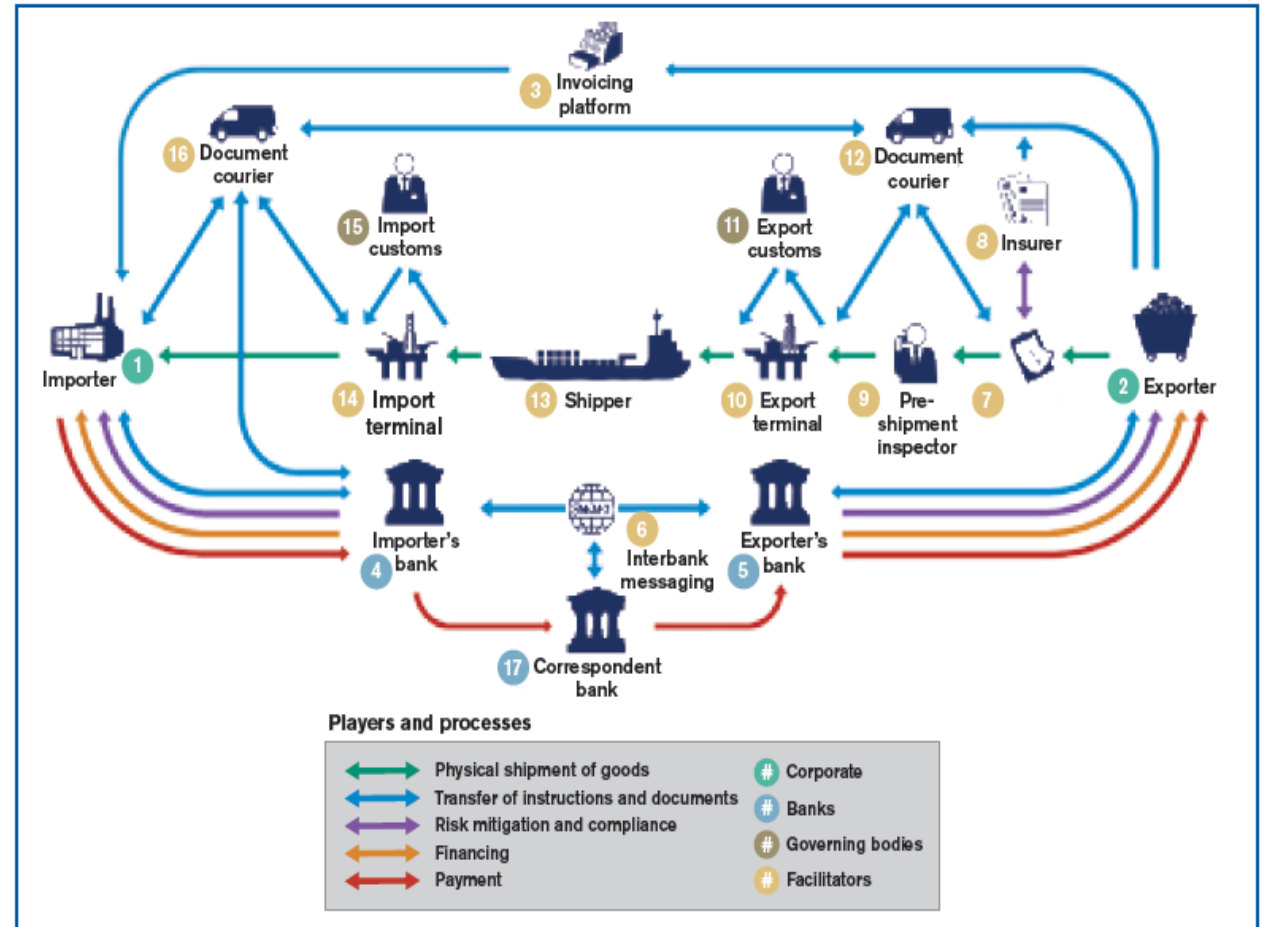 3
Invoicing
platform
16
Document
courier
12
Document
courier
15
Import
customs
11
Export
customs
8
Insurer
Importer
1
14
Import
terminal
13
Shipper
10
Export
terminal
9
Pre-
shipment
inspector
7
2
Exporter
Importer's
bank
4
6
Interbank
messaging
Exporter's
bank
5
17
Correspondent
bank
Players and processes
Physical shipment of goods
Transfer of instructions and documents
Risk mitigation and compliance
Financing
Payment
# Corporate
# Banks
# Governing bodies
# Facilitators